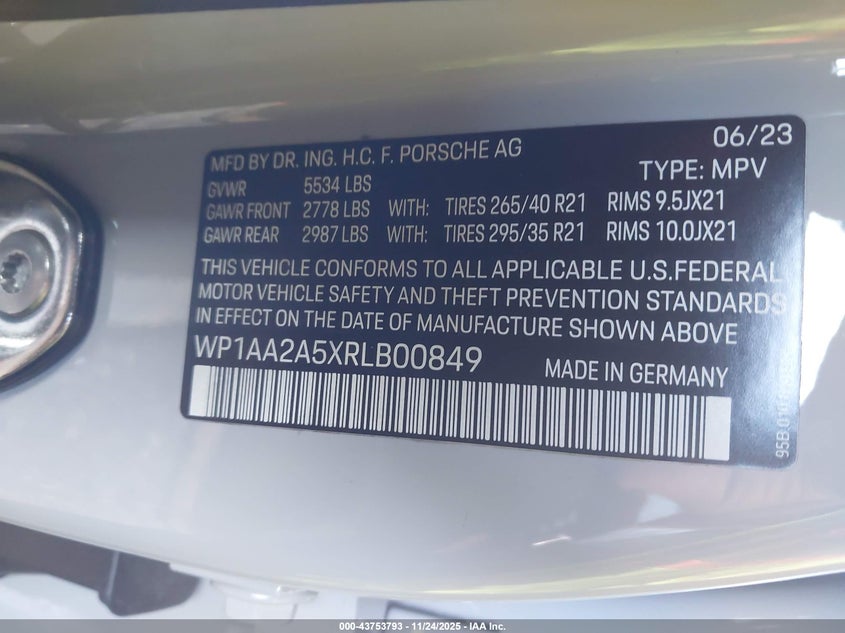 06/23
MFD BY DR. ING. H.C. F. PORSCHE AG
TYPE: MPV
GVWR 5534 LBS
GAWR FRONT 2778 LBS WITH: TIRES 265/40 R21 RIMS 9.5JX21
GAWR REAR 2987 LBS WITH: TIRES 295/35 R21 RIMS 10.0JX21
THIS VEHICLE CONFORMS TO ALL APPLICABLE U.S.FEDERAL
MOTOR VEHICLE SAFETY AND THEFT PREVENTION STANDARDS
IN EFFECT ON THE DATE OF MANUFACTURE SHOWN ABOVE
WP1AA2A5XRLB00849
MADE IN GERMANY
95B
000-43753793 - 11/24/2025 - IAA Inc.